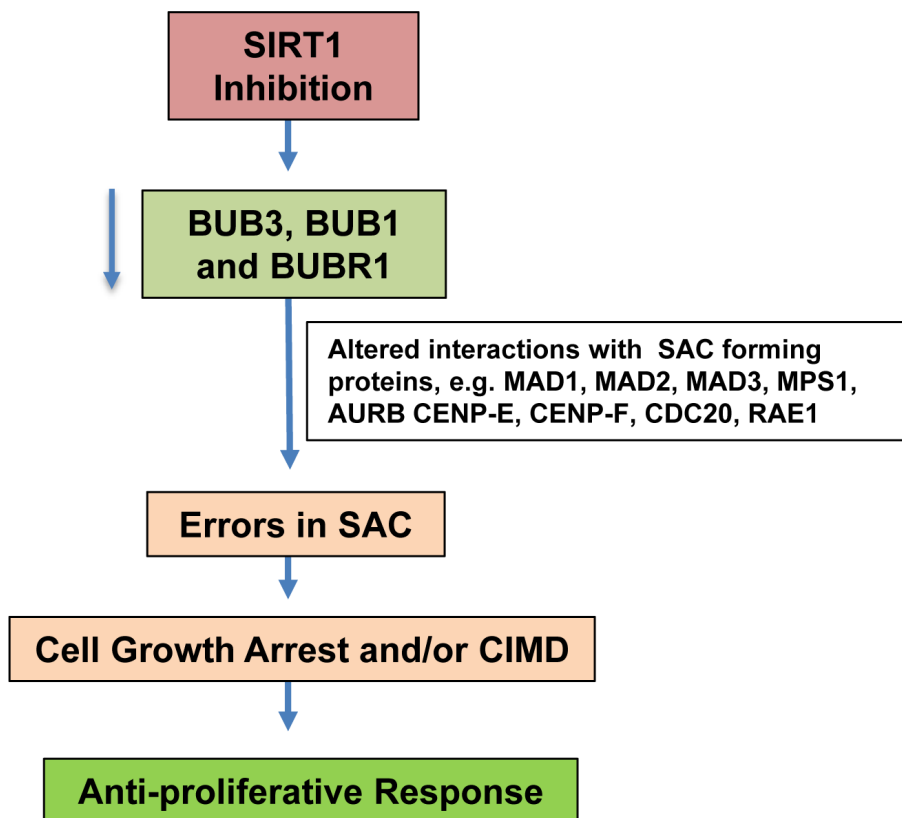 SIRT1
Inhibition
BUB3, BUB1
and BUBR1
Altered interactions with SAC forming
proteins, e.g. MAD1, MAD2, MAD3, MPS1,
AURB CENP-E, CENP-F, CDC20, RAE1
Errors in SAC
Cell Growth Arrest and/or CIMD
Anti-proliferative Response